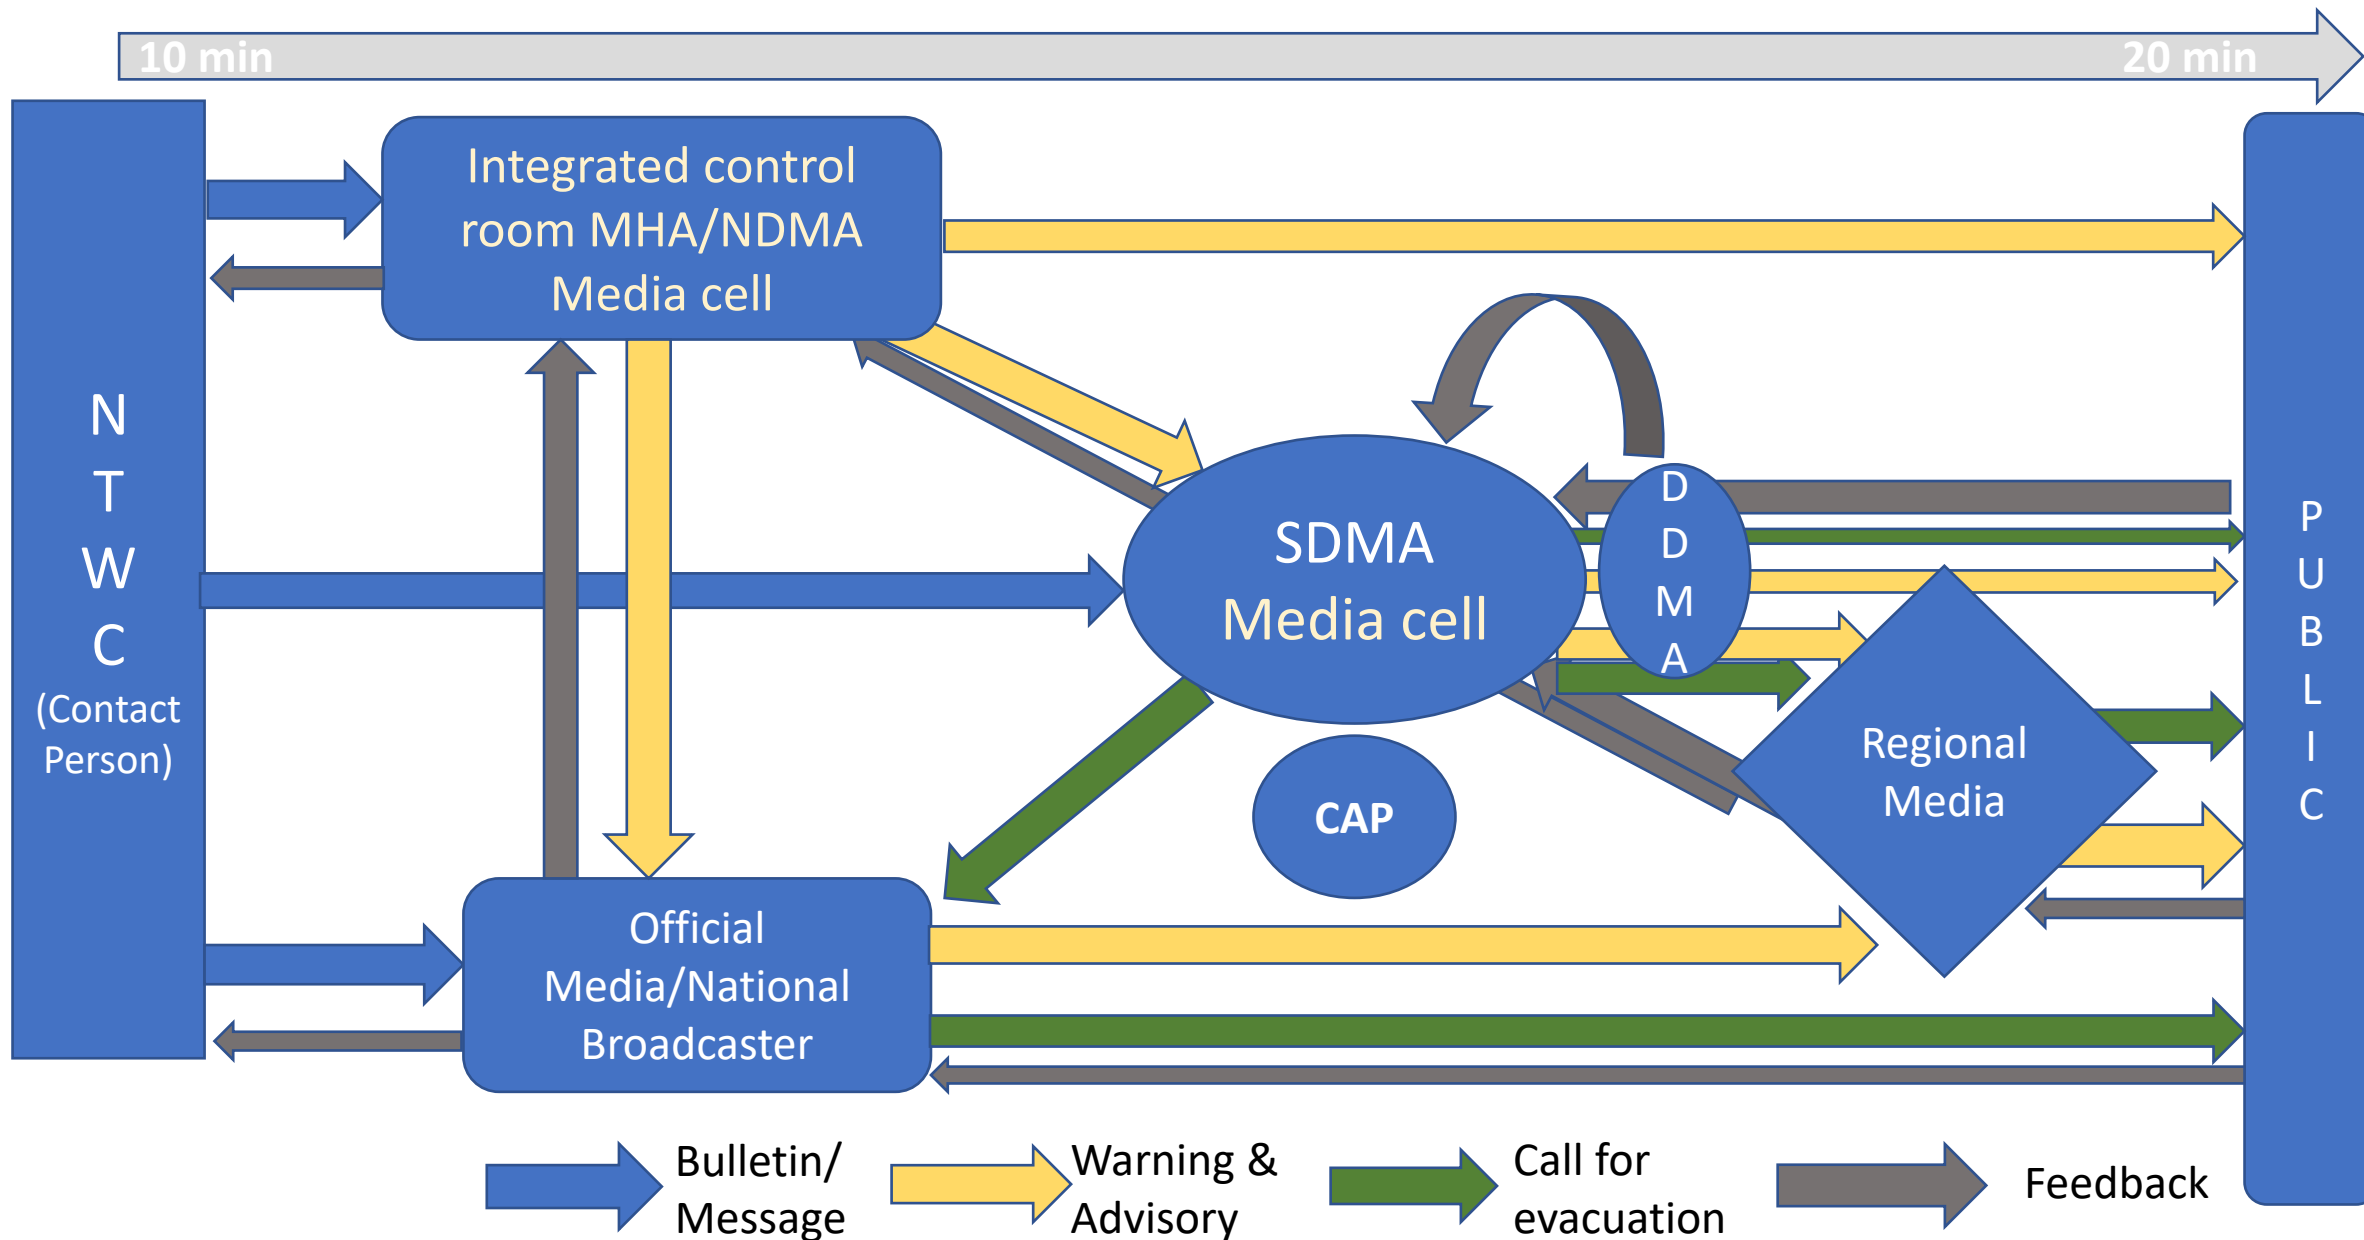 10 min
20 min
N
T
W
C
(Contact
Person)
Integrated control
room MHA/NDMA
Media cell
SDMA
Media cell
D
D
M
A
CAP
Regional
Media
Official
Media/National
Broadcaster
P
U
B
L
I
C
Bulletin/
Message
Warning &
Advisory
Call for
evacuation
Feedback